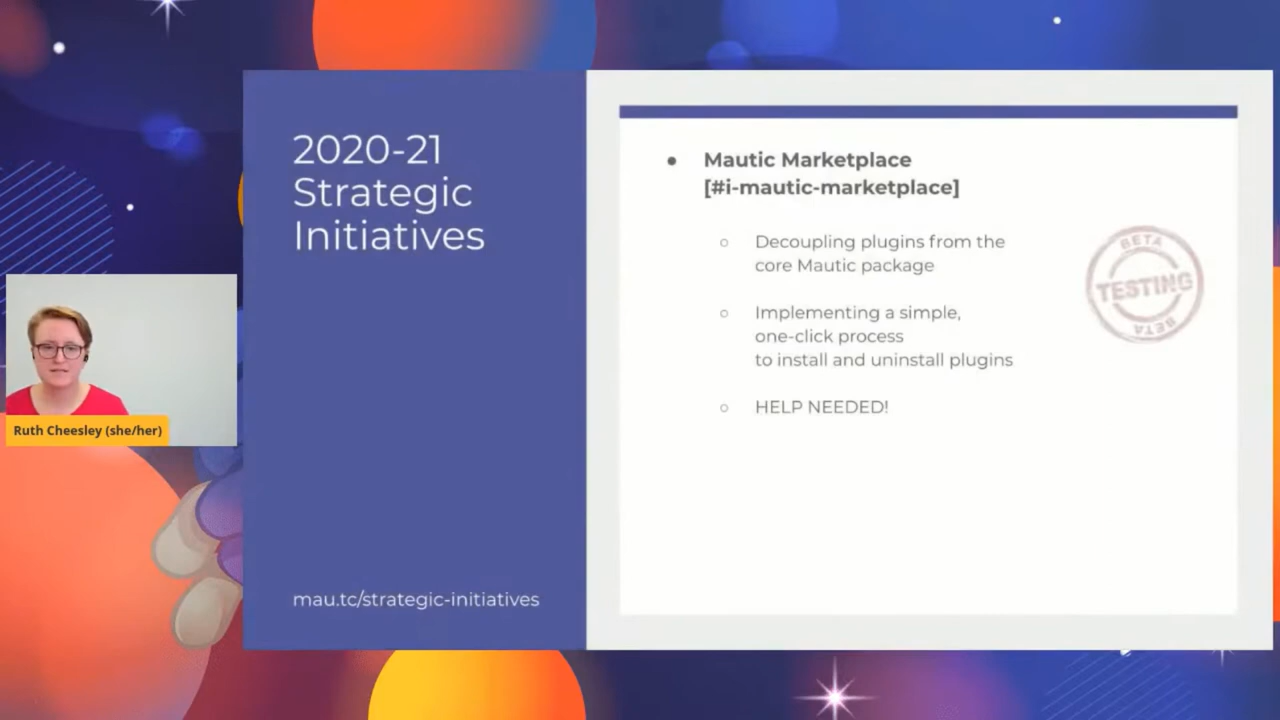 2020-21
Strategic
Initiatives
mau.tc/strategic-initiatives
Mautic Marketplace
[#i-mautic-marketplace]
Decoupling plugins from the
core Mautic package
Implementing a simple,
one-click process
to install and uninstall plugins
HELP NEEDED!
BETA
TESTING
BETA
Ruth Cheesley (she/her)